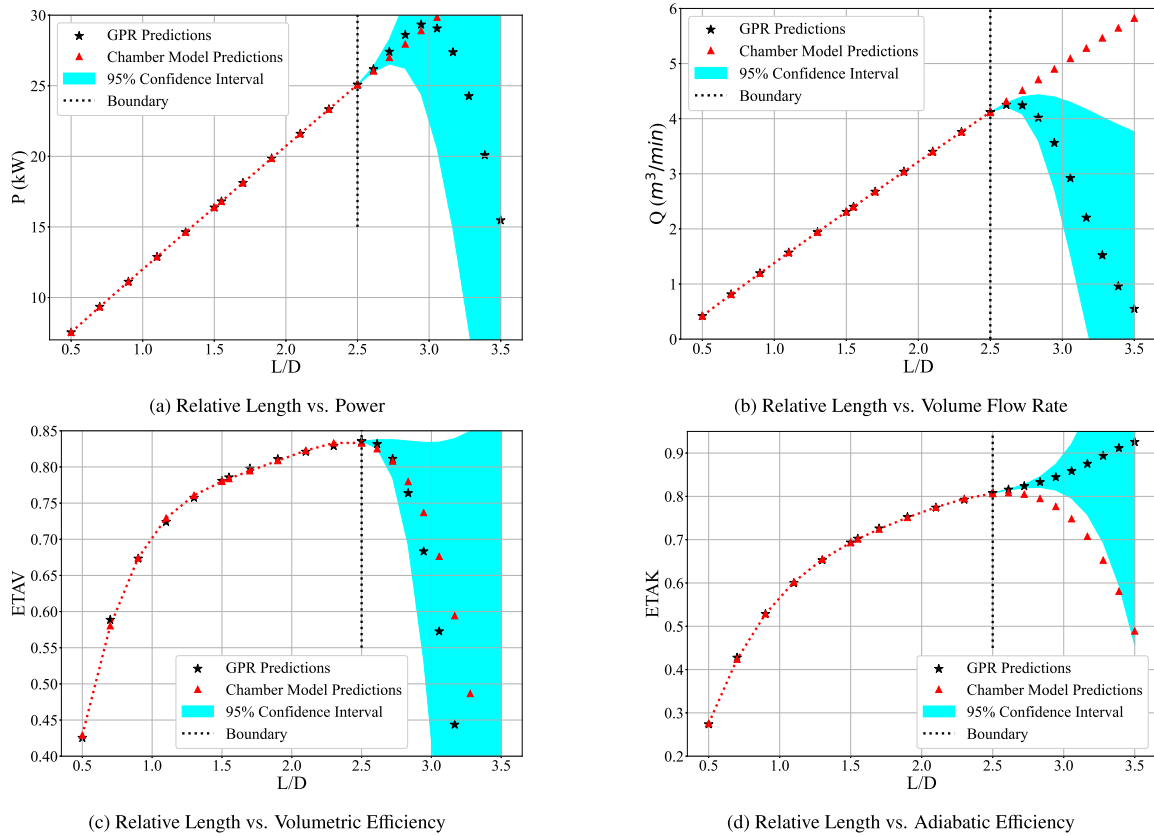 30
25
20
15
10
P (kW)
GPR Predictions
Chamber Model Predictions
95% Confidence Interval
Boundary
0.5 1.0 1.5 2.0 2.5 3.0 3.5
L/D
(a) Relative Length vs. Power
6
5
4
3
2
1
0
Q (m³/min)
GPR Predictions
Chamber Model Predictions
95% Confidence Interval
Boundary
0.5 1.0 1.5 2.0 2.5 3.0 3.5
L/D
(b) Relative Length vs. Volume Flow Rate
0.85
0.80
0.75
0.70
0.65
0.60
0.55
0.50
0.45
0.40
ETAV
GPR Predictions
Chamber Model Predictions
95% Confidence Interval
Boundary
0.5 1.0 1.5 2.0 2.5 3.0 3.5
L/D
(c) Relative Length vs. Volumetric Efficiency
0.9
0.8
0.7
0.6
0.5
0.4
0.3
0.2
ETAK
GPR Predictions
Chamber Model Predictions
95% Confidence Interval
Boundary
0.5 1.0 1.5 2.0 2.5 3.0 3.5
L/D
(d) Relative Length vs. Adiabatic Efficiency